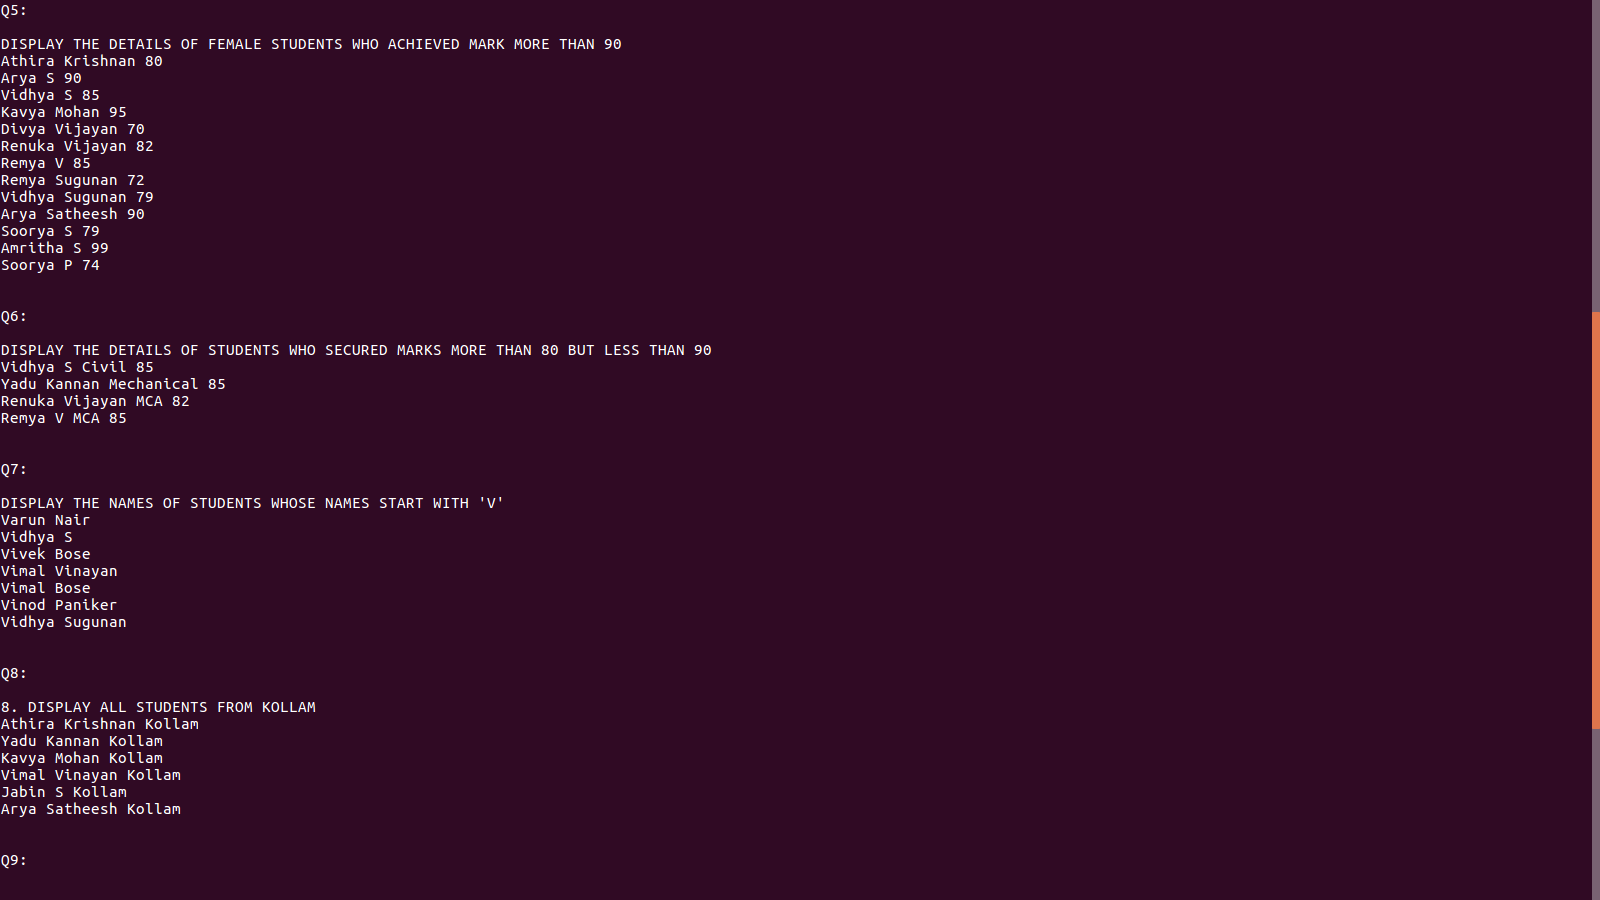 Q5:
DISPLAY THE DETAILS OF FEMALE STUDENTS WHO ACHIEVED MARK MORE THAN 90
Athira Krishnan 80
Arya S 90
Vidhya S 85
Kavya Mohan 95
Divya Vijayan 70
Renuka Vijayan 82
Remya V 85
Remya Sugunan 72
Vidhya Sugunan 79
Arya Satheesh 90
Soorya S 79
Amritha S 99
Soorya P 74
Q6:
DISPLAY THE DETAILS OF STUDENTS WHO SECURED MARKS MORE THAN 80 BUT LESS THAN 90
Vidhya S Civil 85
Yadu Kannan Mechanical 85
Renuka Vijayan MCA 82
Remya V MCA 85
Q7:
DISPLAY THE NAMES OF STUDENTS WHOSE NAMES START WITH 'V'
Varun Nair
Vidhya S
Vivek Bose
Vimal Vinayan
Vimal Bose
Vinod Paniker
Vidhya Sugunan
Q8:
8. DISPLAY ALL STUDENTS FROM KOLLAM
Athira Krishnan Kollam
Yadu Kannan Kollam
Kavya Mohan Kollam
Vimal Vinayan Kollam
Jabin S Kollam
Arya Satheesh Kollam
Q9: